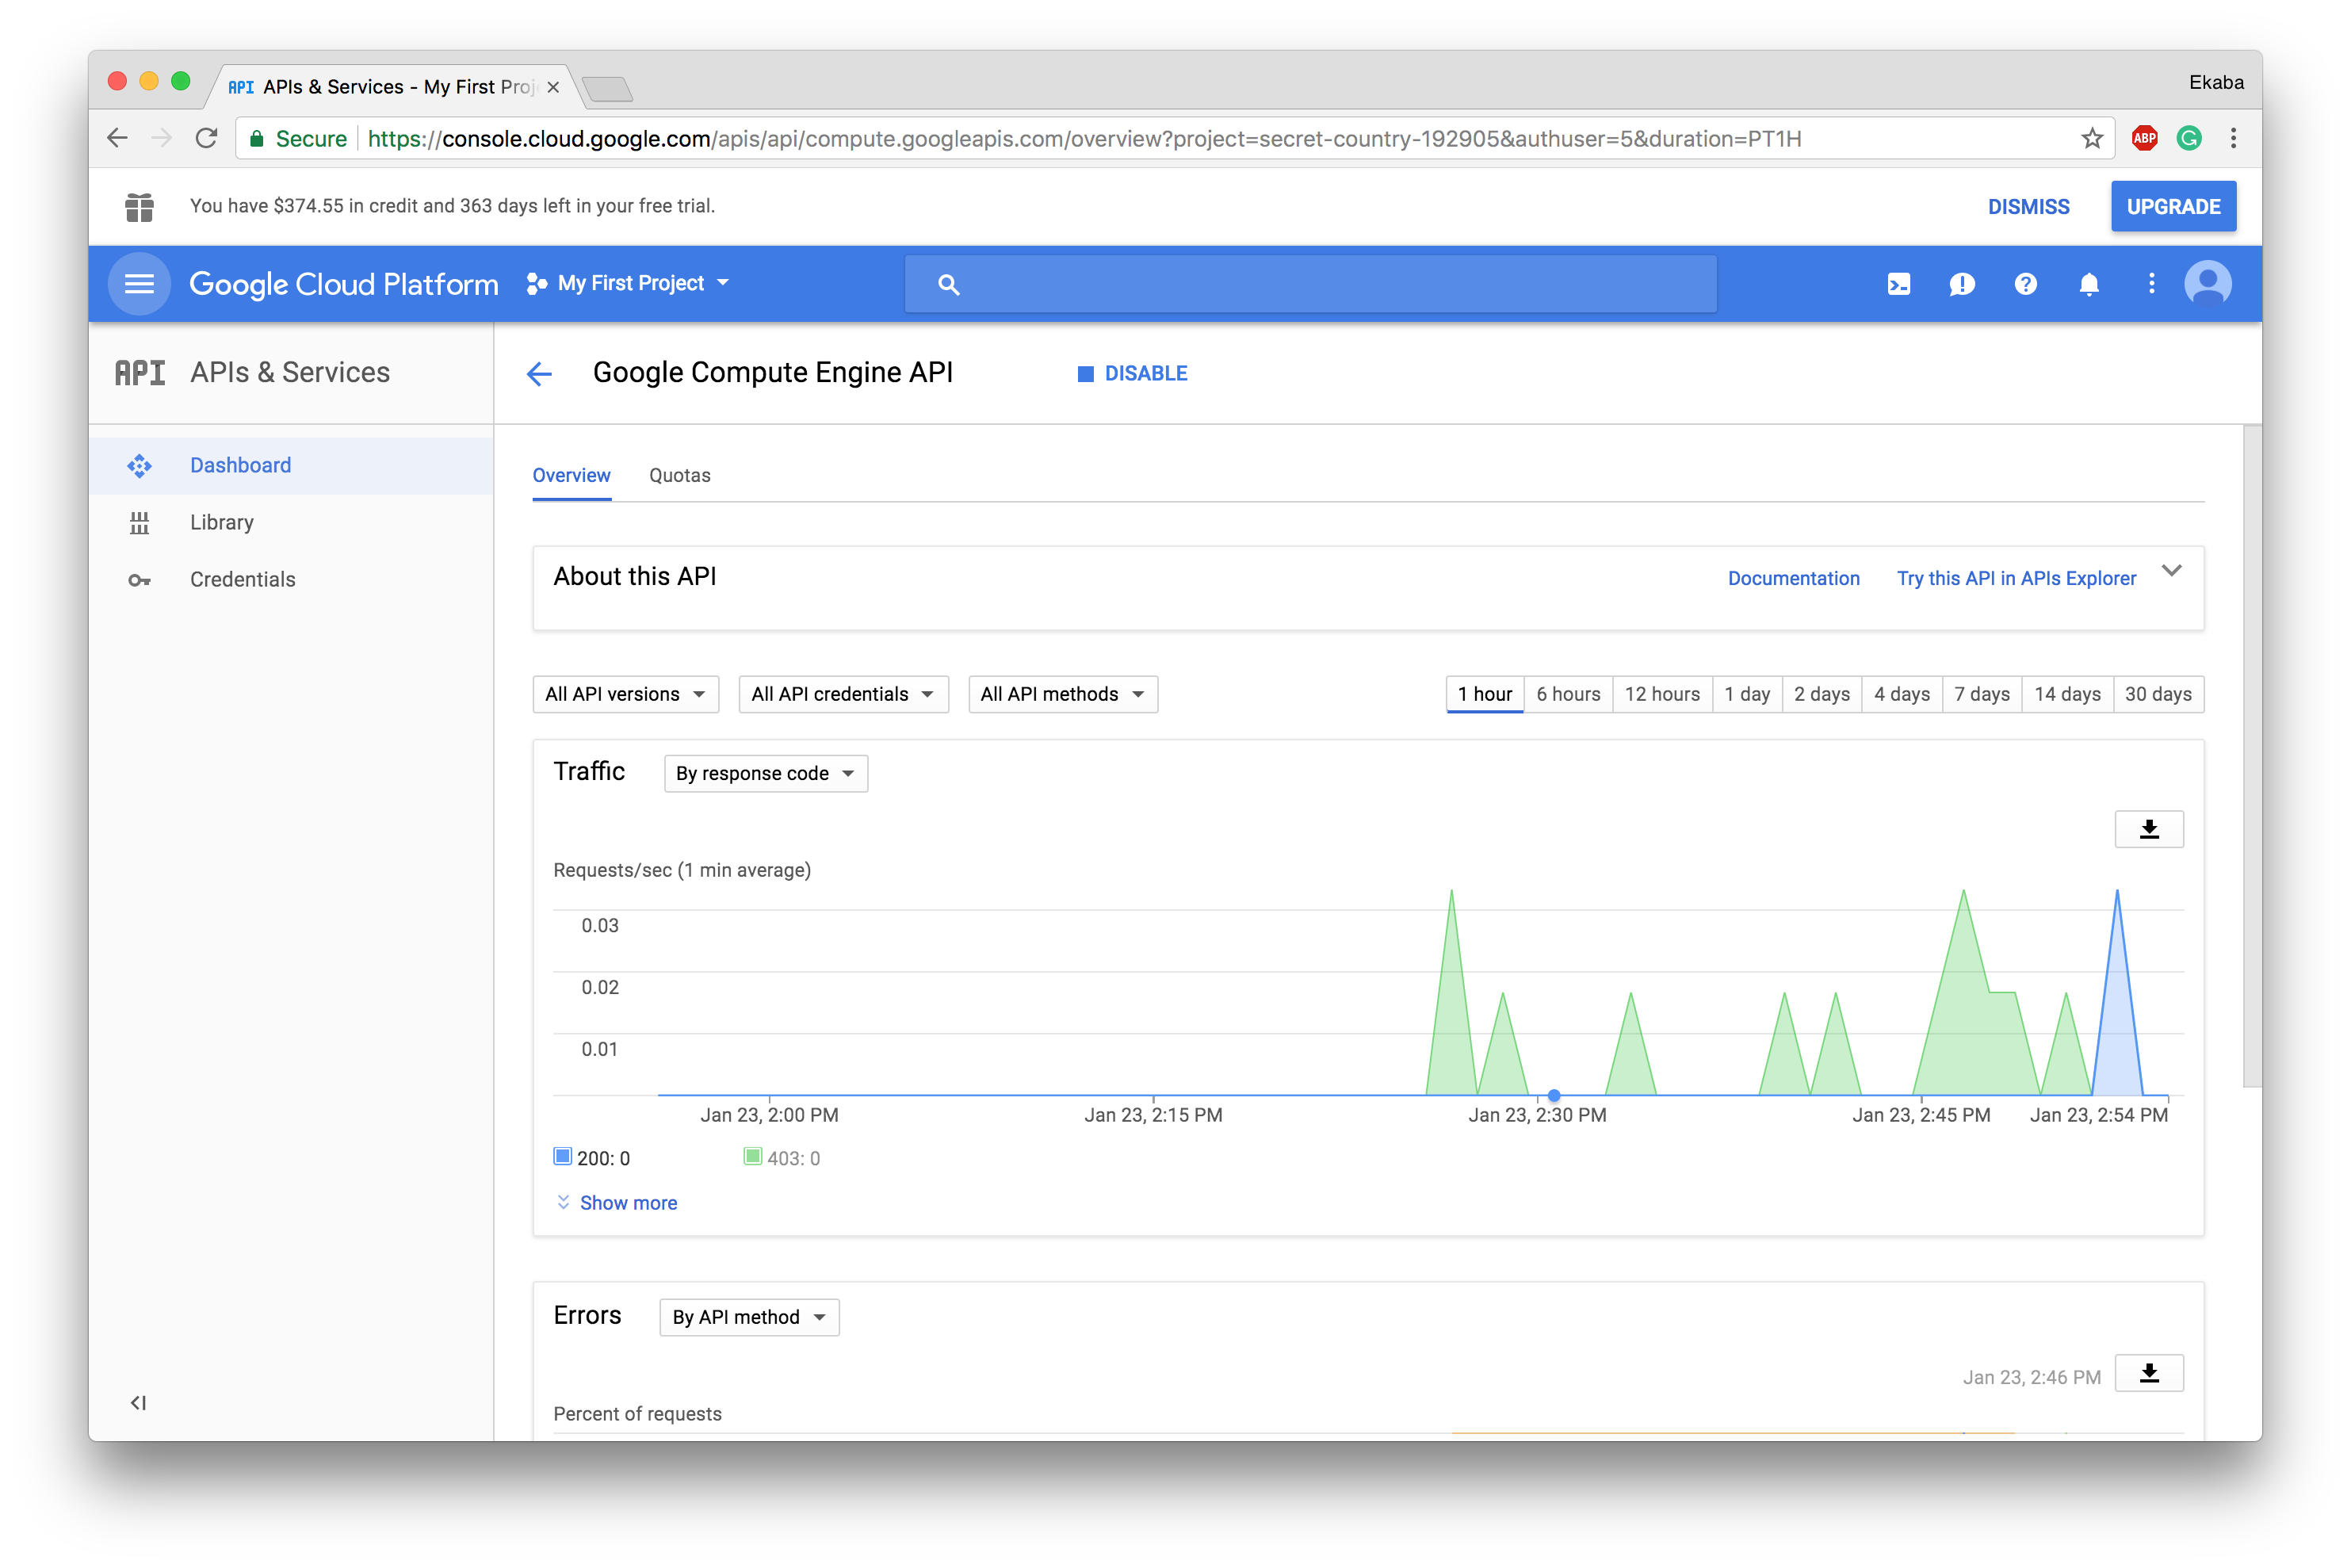 API APIs & Services - My First Proj
Ekaba
Secure https://console.cloud.google.com/apis/api/compute.googleapis.com/overview?project=secret-country-192905&authuser=5&duration=PT1H
ABP
You have $374.55 in credit and 363 days left in your free trial.
DISMISS UPGRADE
Google Cloud Platform My First Project
API APIs & Services
Google Compute Engine API DISABLE
Dashboard
Library
Credentials
Overview Quotas
About this API Documentation Try this API in APIs Explorer
All API versions All API credentials All API methods 1 hour 6 hours 12 hours 1 day 2 days 4 days 7 days 14 days 30 days
Traffic By response code
Requests/sec (1 min average)
0.03
0.02
0.01
Jan 23, 2:00 PM Jan 23, 2:15 PM Jan 23, 2:30 PM Jan 23, 2:45 PM Jan 23, 2:54 PM
200: 0 403: 0
Show more
Errors By API method
Jan 23, 2:46 PM
Percent of requests